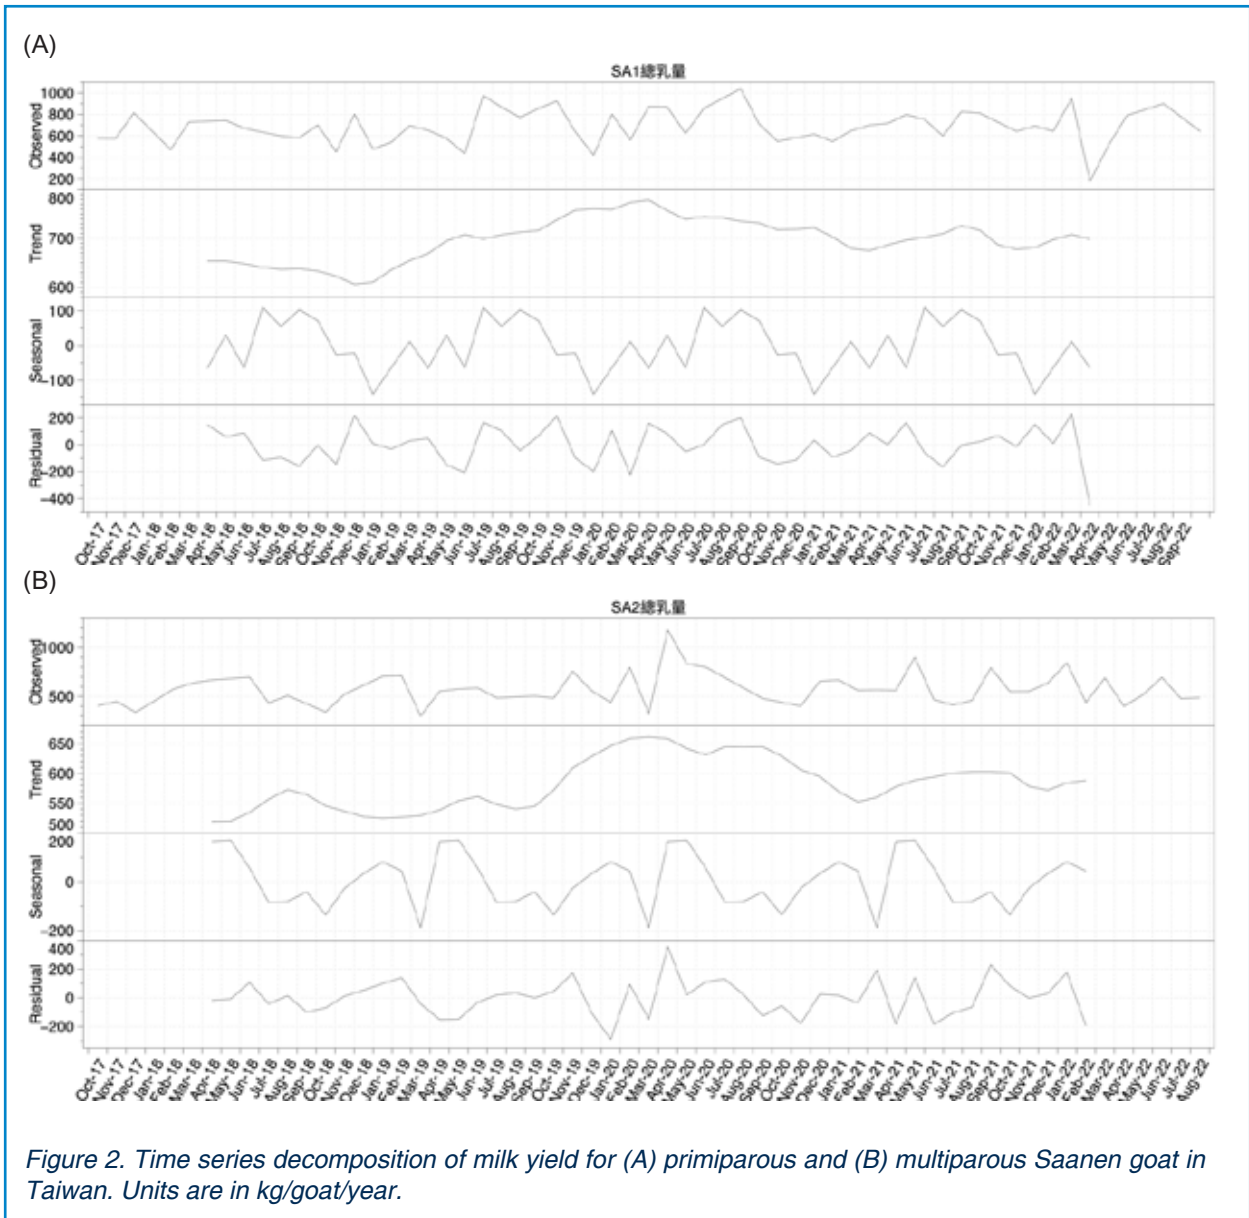 (A)
SA1總乳量
Observed
1000
800
600
400
200
Trend
800
700
600
Seasonal
100
0
-100
Residual
200
0
-200
-400
Oct-17 Nov-17 Dec-17 Jan-18 Feb-18 Mar-18 Apr-18 May-18 Jun-18 Jul-18 Aug-18 Sep-18 Oct-18 Nov-18 Dec-18 Jan-19 Feb-19 Mar-19 Apr-19 May-19 Jun-19 Jul-19 Aug-19 Sep-19 Oct-19 Nov-19 Dec-19 Jan-20 Feb-20 Mar-20 Apr-20 May-20 Jun-20 Jul-20 Aug-20 Sep-20 Oct-20 Nov-20 Dec-20 Jan-21 Feb-21 Mar-21 Apr-21 May-21 Jun-21 Jul-21 Aug-21 Sep-21 Oct-21 Nov-21 Dec-21 Jan-22 Feb-22 Mar-22 Apr-22 May-22 Jun-22 Jul-22 Aug-22 Sep-22
(B)
SA2總乳量
Observed
1000
500
Trend
650
600
550
500
Seasonal
200
0
-200
Residual
400
200
0
-200
Oct-17 Nov-17 Dec-17 Jan-18 Feb-18 Mar-18 Apr-18 May-18 Jun-18 Jul-18 Aug-18 Sep-18 Oct-18 Nov-18 Dec-18 Jan-19 Feb-19 Mar-19 Apr-19 May-19 Jun-19 Jul-19 Aug-19 Sep-19 Oct-19 Nov-19 Dec-19 Jan-20 Feb-20 Mar-20 Apr-20 May-20 Jun-20 Jul-20 Aug-20 Sep-20 Oct-20 Nov-20 Dec-20 Jan-21 Feb-21 Mar-21 Apr-21 May-21 Jun-21 Jul-21 Aug-21 Sep-21 Oct-21 Nov-21 Dec-21 Jan-22 Feb-22 Mar-22 Apr-22 May-22 Jun-22 Jul-22 Aug-22
Figure 2. Time series decomposition of milk yield for (A) primiparous and (B) multiparous Saanen goat in
Taiwan. Units are in kg/goat/year.